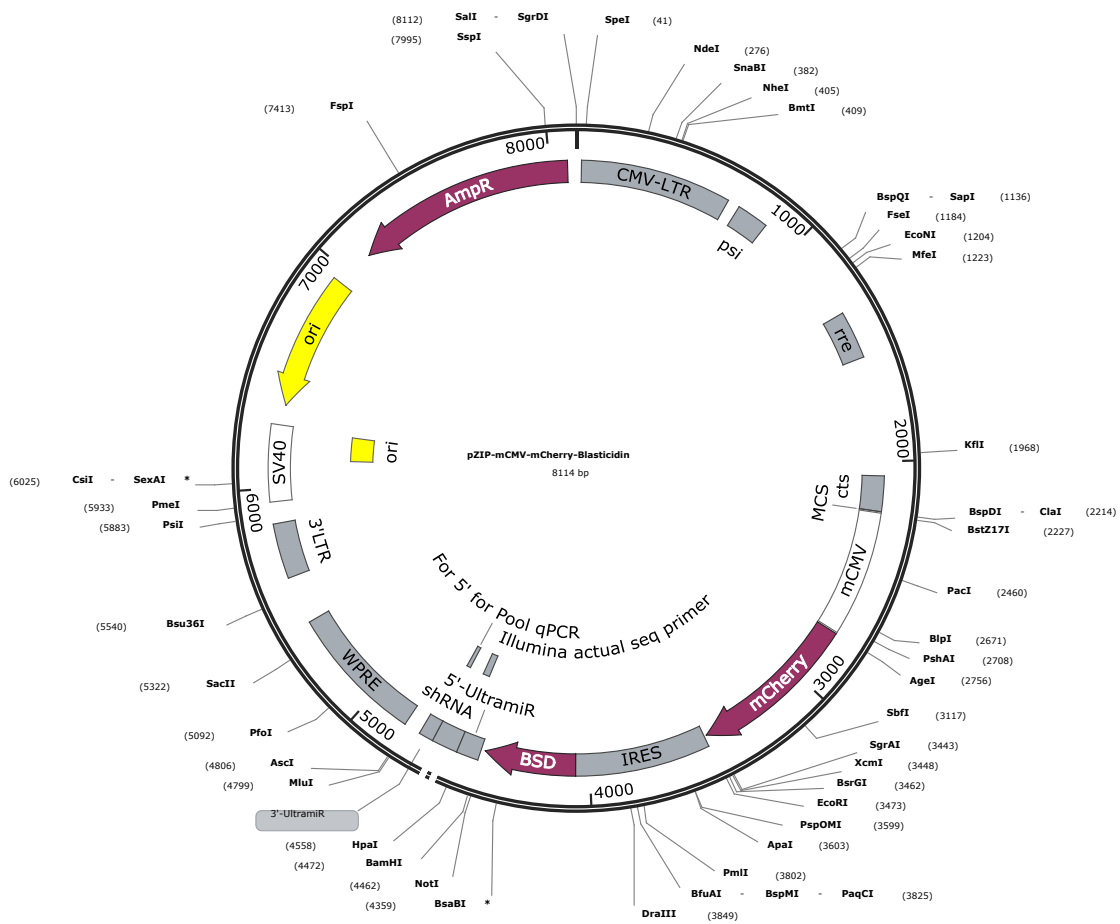 (8112) SalI - SgrDI
(7995) SspI
SpeI (41)
NdeI (276)
SnaBI (382)
NheI (405)
BmtI (409)
(7413) FspI
8000
CMV-LTR
AmpR
psi
1000
BspQI - SapI (1136)
FseI (1184)
EcoNI (1204)
MfeI (1223)
7000
ori
rre
2000
KflI (1968)
SV40
ori
pZIP-mCMV-mCherry-Blasticidin
8114 bp
(6025) CsiI - SexAI *
(5933) PmeI
(5883) PsiI
6000
3'LTR
MCS
cts
BspDI - ClaI (2214)
BstZ17I (2227)
mCMV
PacI (2460)
For 5' for Pool qPCR
Illumina actual seq primer
(5540) Bsu36I
BlpI (2671)
PshAI (2708)
AgeI (2756)
WPRE
5'-UltramiR
shRNA
mCherry
3000
(5322) SacII
SbfI (3117)
(5092) PfoI
5000
BSD
IRES
SgrAI (3443)
XcmI (3448)
BsrGI (3462)
EcoRI (3473)
PspOMI (3599)
ApaI (3603)
(4806) AscI
(4799) MluI
4000
3'-UltramiR
(4558) HpaI
(4472) BamHI
(4462) NotI
(4359) BsaBI *
PmlI (3802)
BfuAI - BspMI - PaqCI (3825)
DraIII (3849)